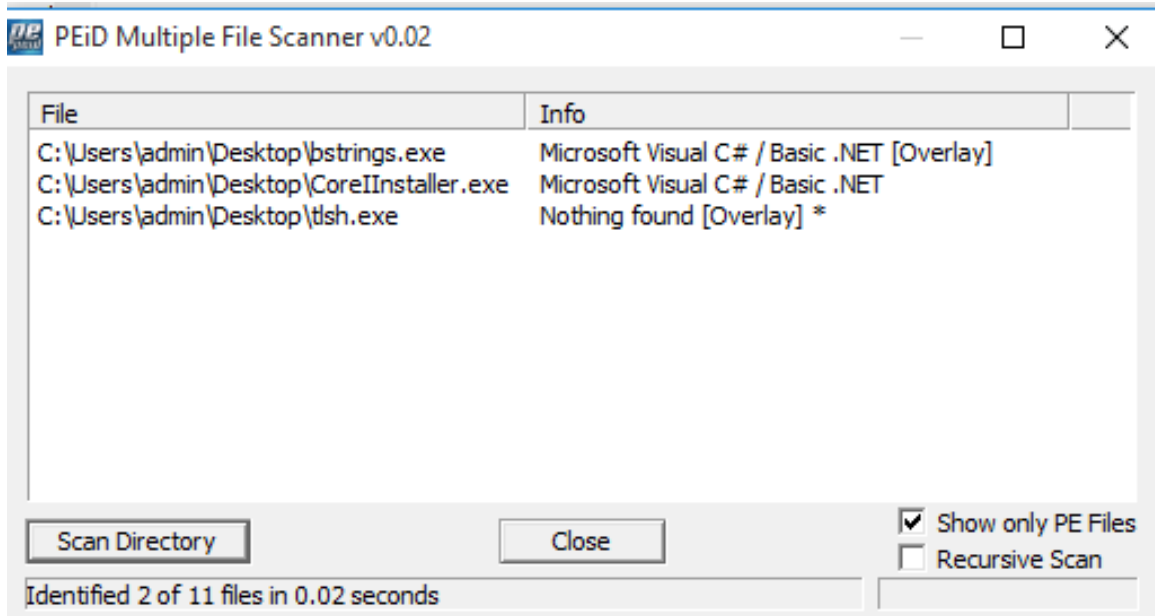 PEiD Multiple File Scanner v0.02
File Info
C:\Users\admin\Desktop\bstrings.exe Microsoft Visual C# / Basic .NET [Overlay]
C:\Users\admin\Desktop\CoreIInstaller.exe Microsoft Visual C# / Basic .NET
C:\Users\admin\Desktop\tlsh.exe Nothing found [Overlay] *
Show only PE Files
Scan Directory Close
Recursive Scan
Identified 2 of 11 files in 0.02 seconds